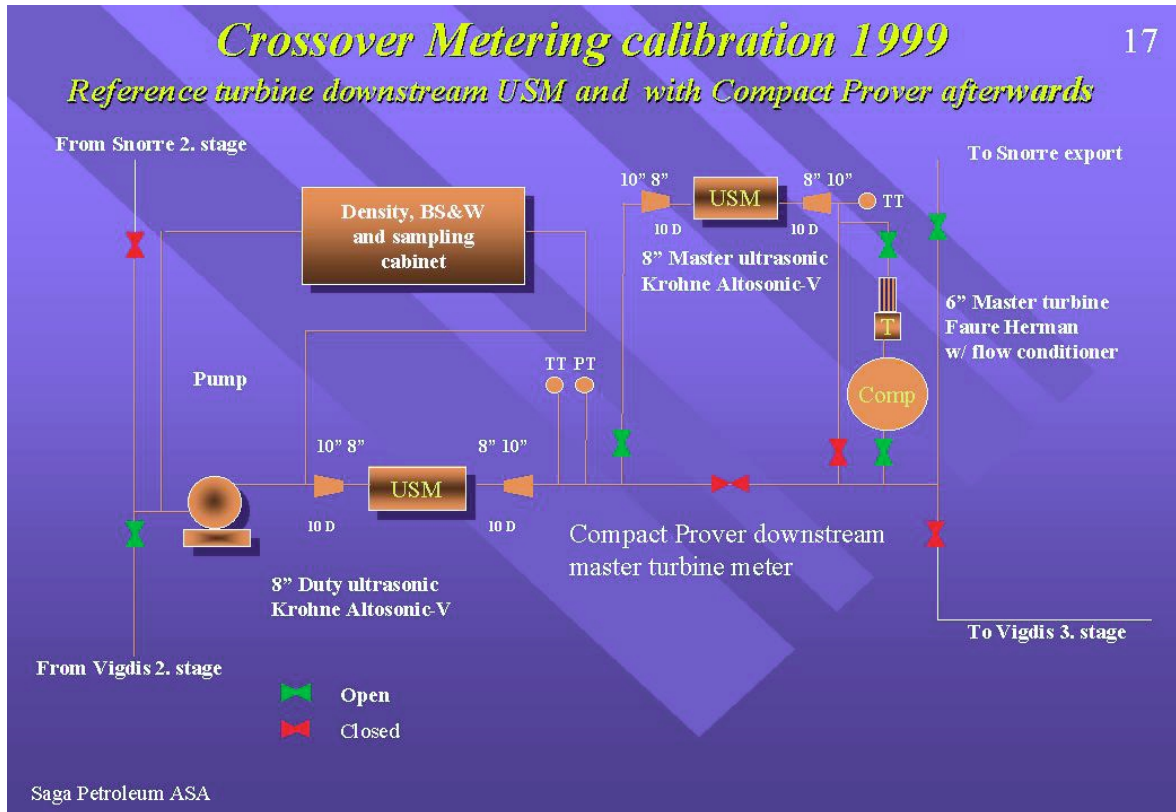 Crossover Metering calibration 1999
17
Reference turbine downstream USM and with Compact Prover afterwards
From Snorre 2. stage
To Snorre export
10” 8”
USM
8” 10”
TT
10 D
10 D
Density, BS&W
and sampling
cabinet
8” Master ultrasonic
Krohne Altosonic-V
6” Master turbine
Faure Herman
w/ flow conditioner
T
Comp
Pump
TT PT
10” 8”
8” 10”
USM
10 D
10 D
Compact Prover downstream
master turbine meter
8” Duty ultrasonic
Krohne Altosonic-V
To Vigdis 3. stage
From Vigdis 2. stage
Open
Closed
Saga Petroleum ASA